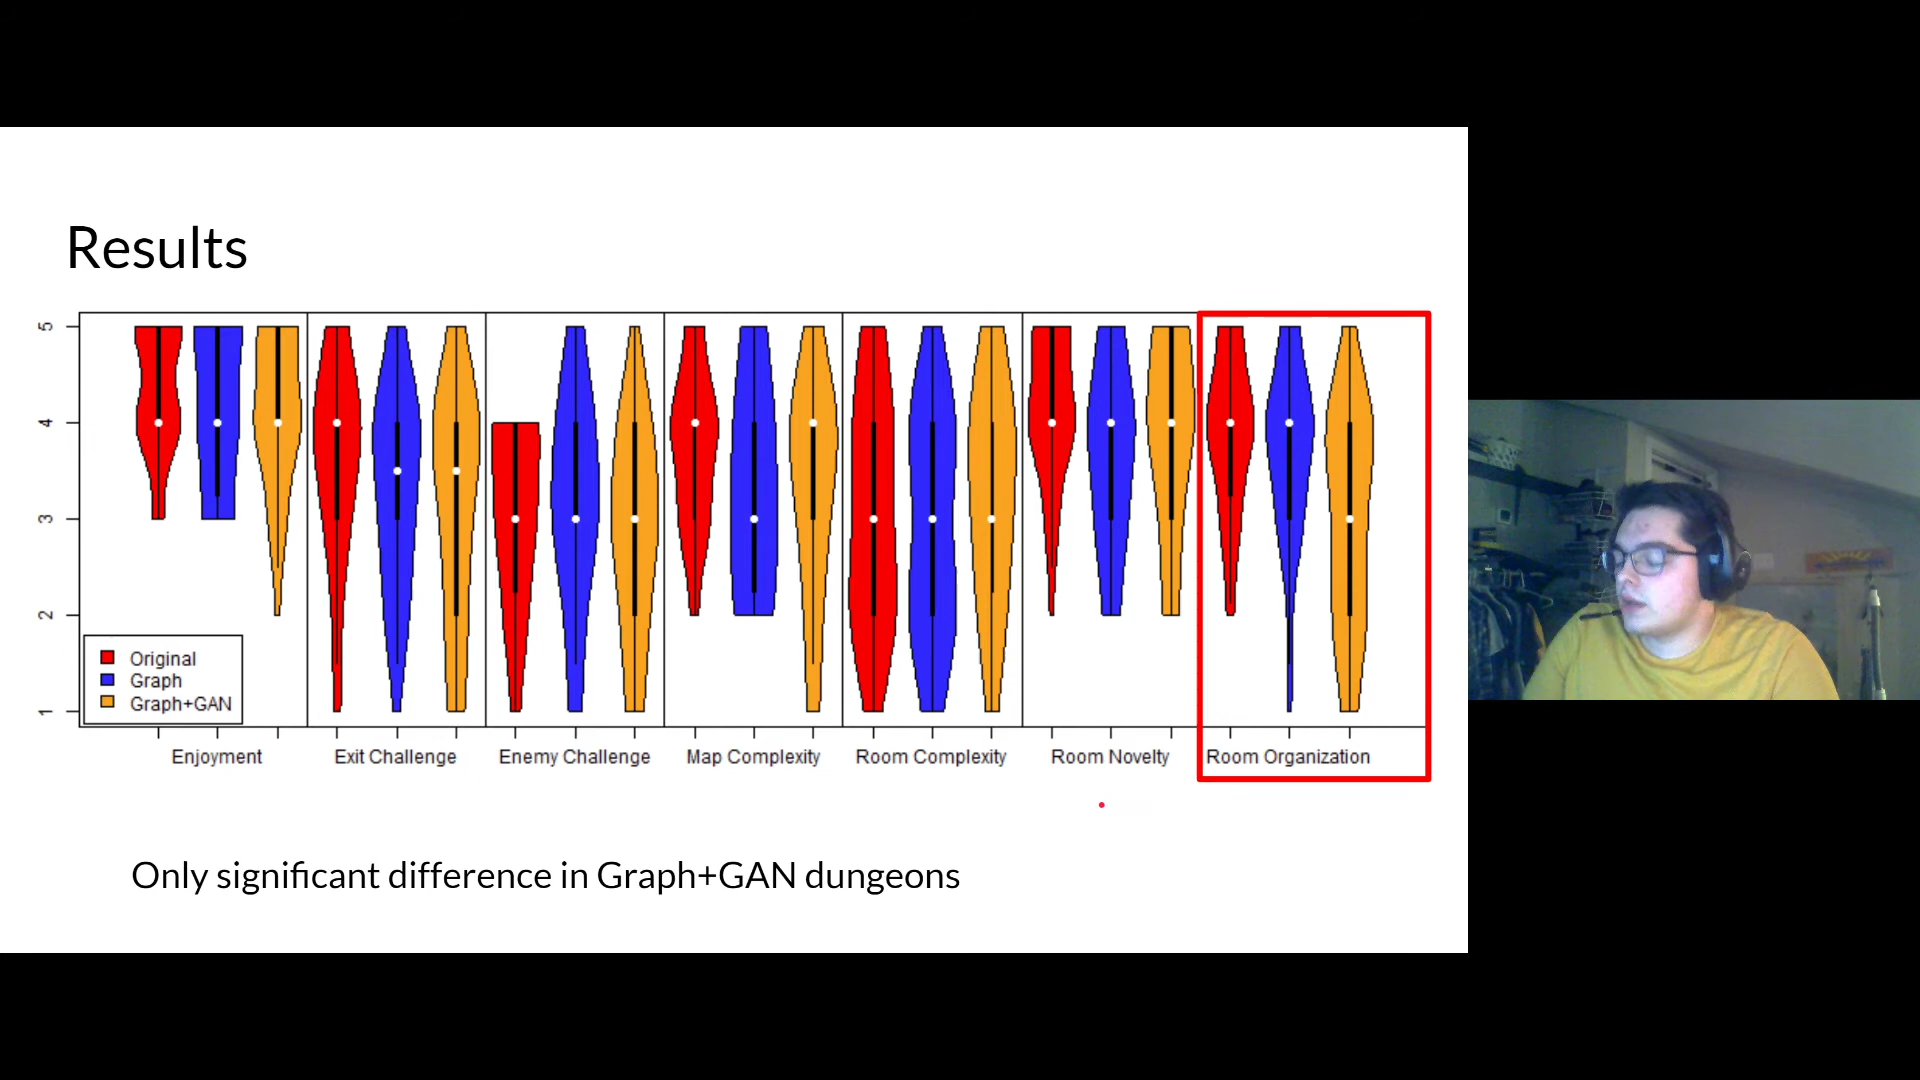 Results
5
4
3
2
1
Original
Graph
Graph+GAN
Enjoyment
Exit Challenge
Enemy Challenge
Map Complexity
Room Complexity
Room Novelty
Room Organization
Only significant difference in Graph+GAN dungeons